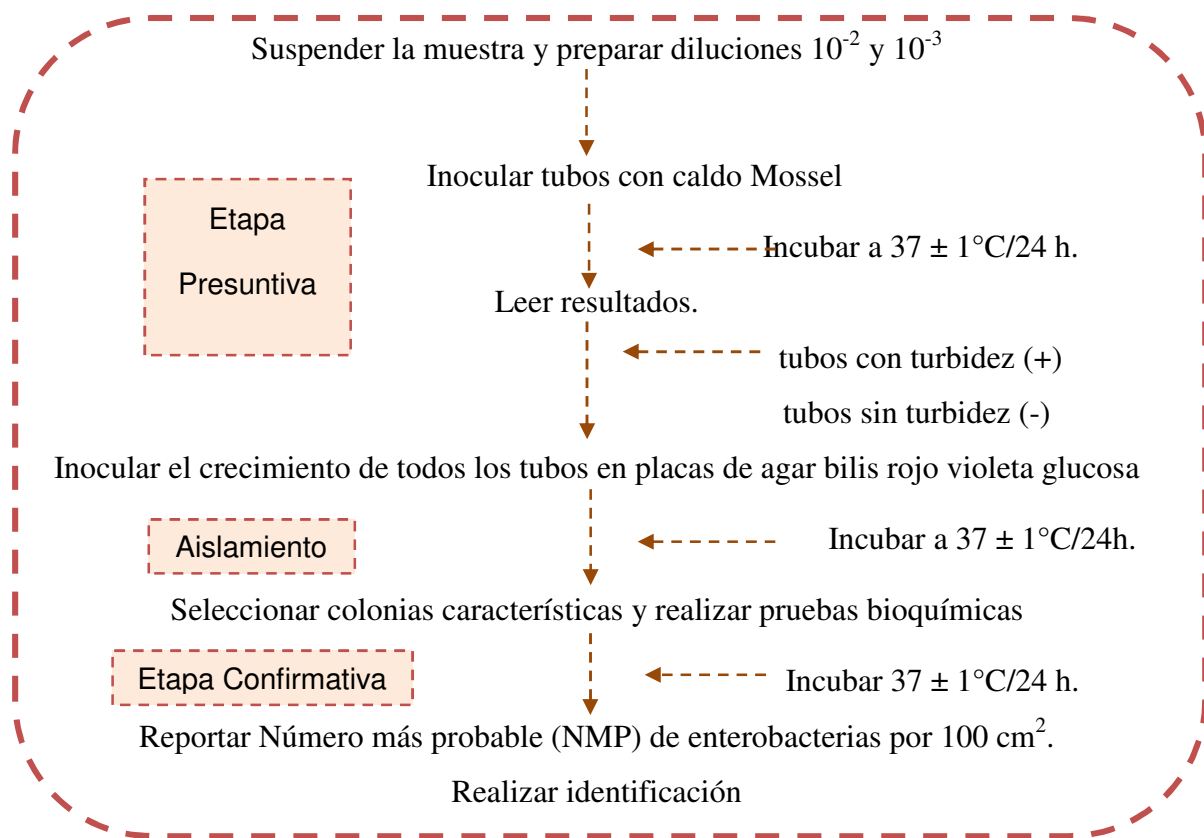 Suspender la muestra y preparar diluciones 10⁻² y 10⁻³
Inocular tubos con caldo Mossel
Etapa
Presuntiva
Incubar a 37 ± 1°C/24 h.
Leer resultados.
tubos con turbidez (+)
tubos sin turbidez (-)
Inocular el crecimiento de todos los tubos en placas de agar bilis rojo violeta glucosa
Aislamiento
Incubar a 37 ± 1°C/24h.
Seleccionar colonias características y realizar pruebas bioquímicas
Etapa Confirmativa
Incubar 37 ± 1°C/24 h.
Reportar Número más probable (NMP) de enterobacterias por 100 cm².
Realizar identificación